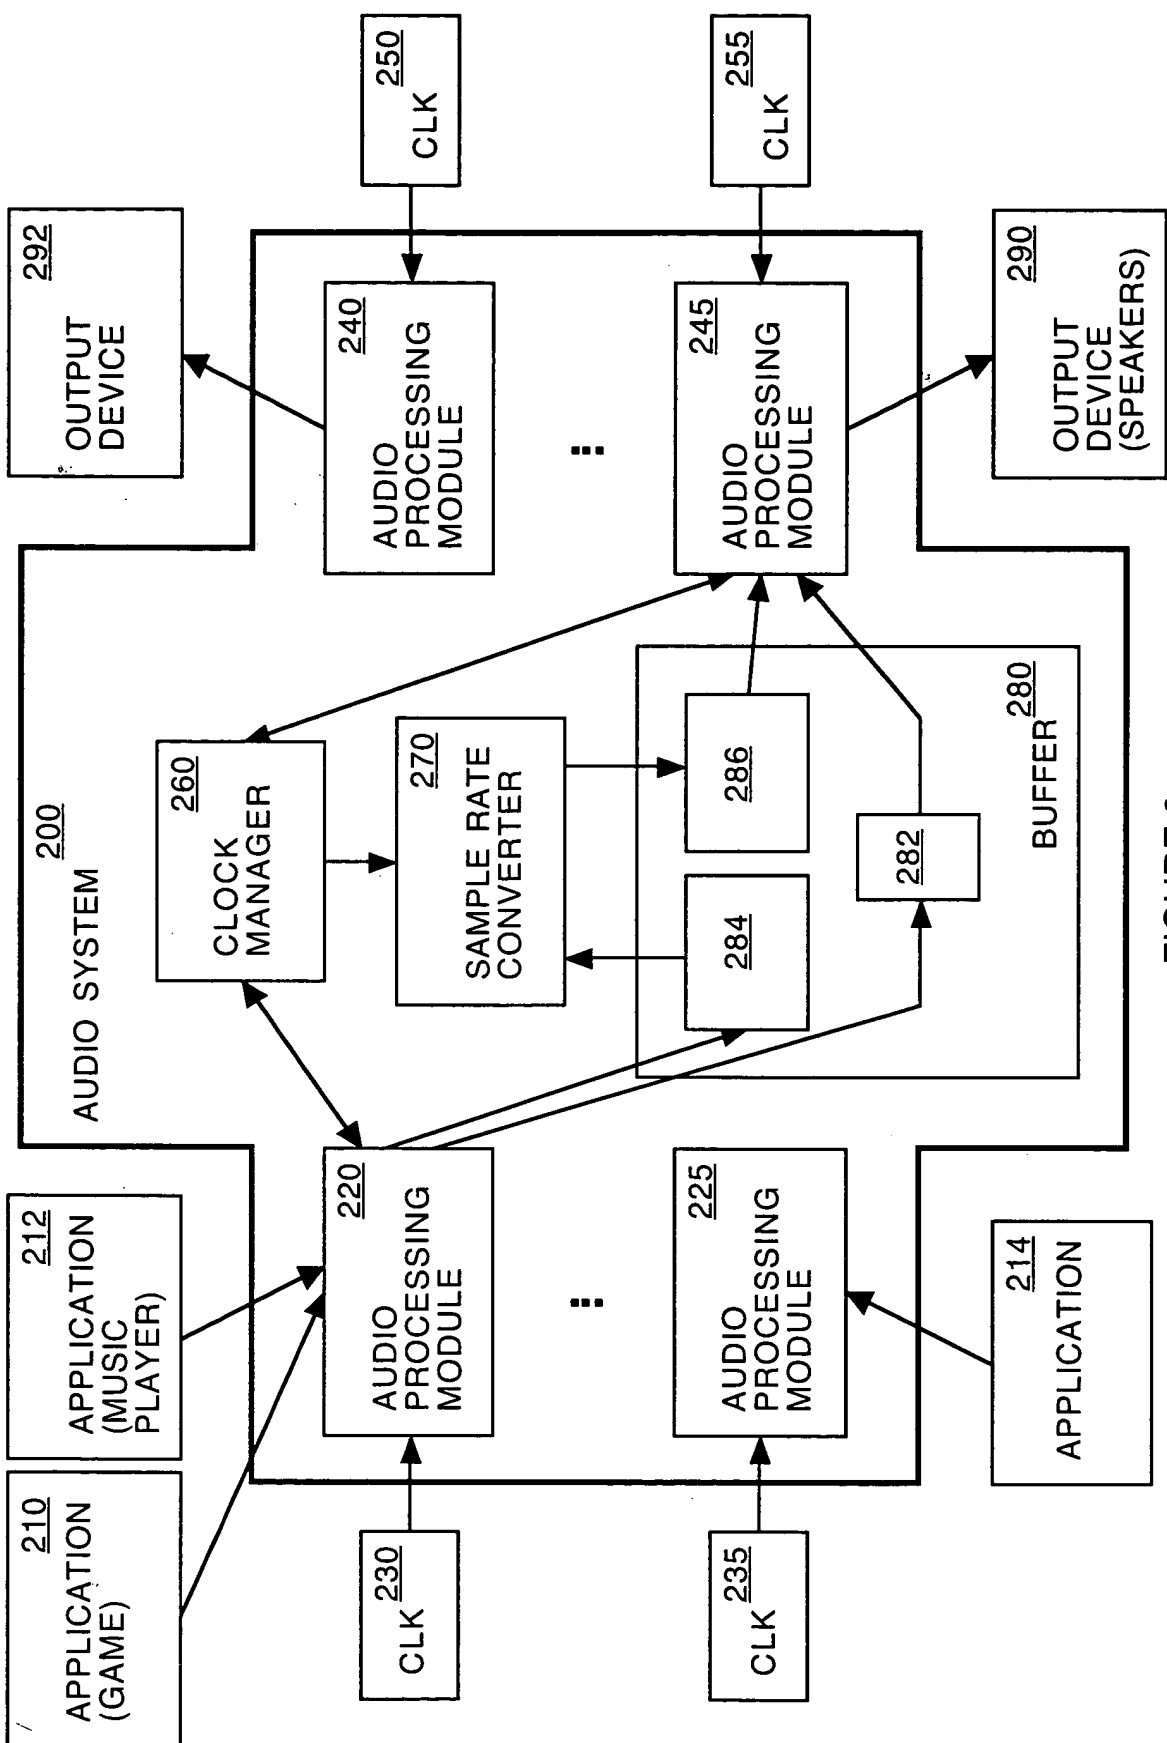 210
APPLICATION
(GAME)
212
APPLICATION
(MUSIC
PLAYER)
200
AUDIO SYSTEM
292
OUTPUT
DEVICE
230
CLK
220
AUDIO
PROCESSING
MODULE
260
CLOCK
MANAGER
240
AUDIO
PROCESSING
MODULE
250
CLK
270
SAMPLE RATE
CONVERTER
...
...
235
CLK
225
AUDIO
PROCESSING
MODULE
284
286
282
280
BUFFER
245
AUDIO
PROCESSING
MODULE
255
CLK
214
APPLICATION
290
OUTPUT
DEVICE
(SPEAKERS)